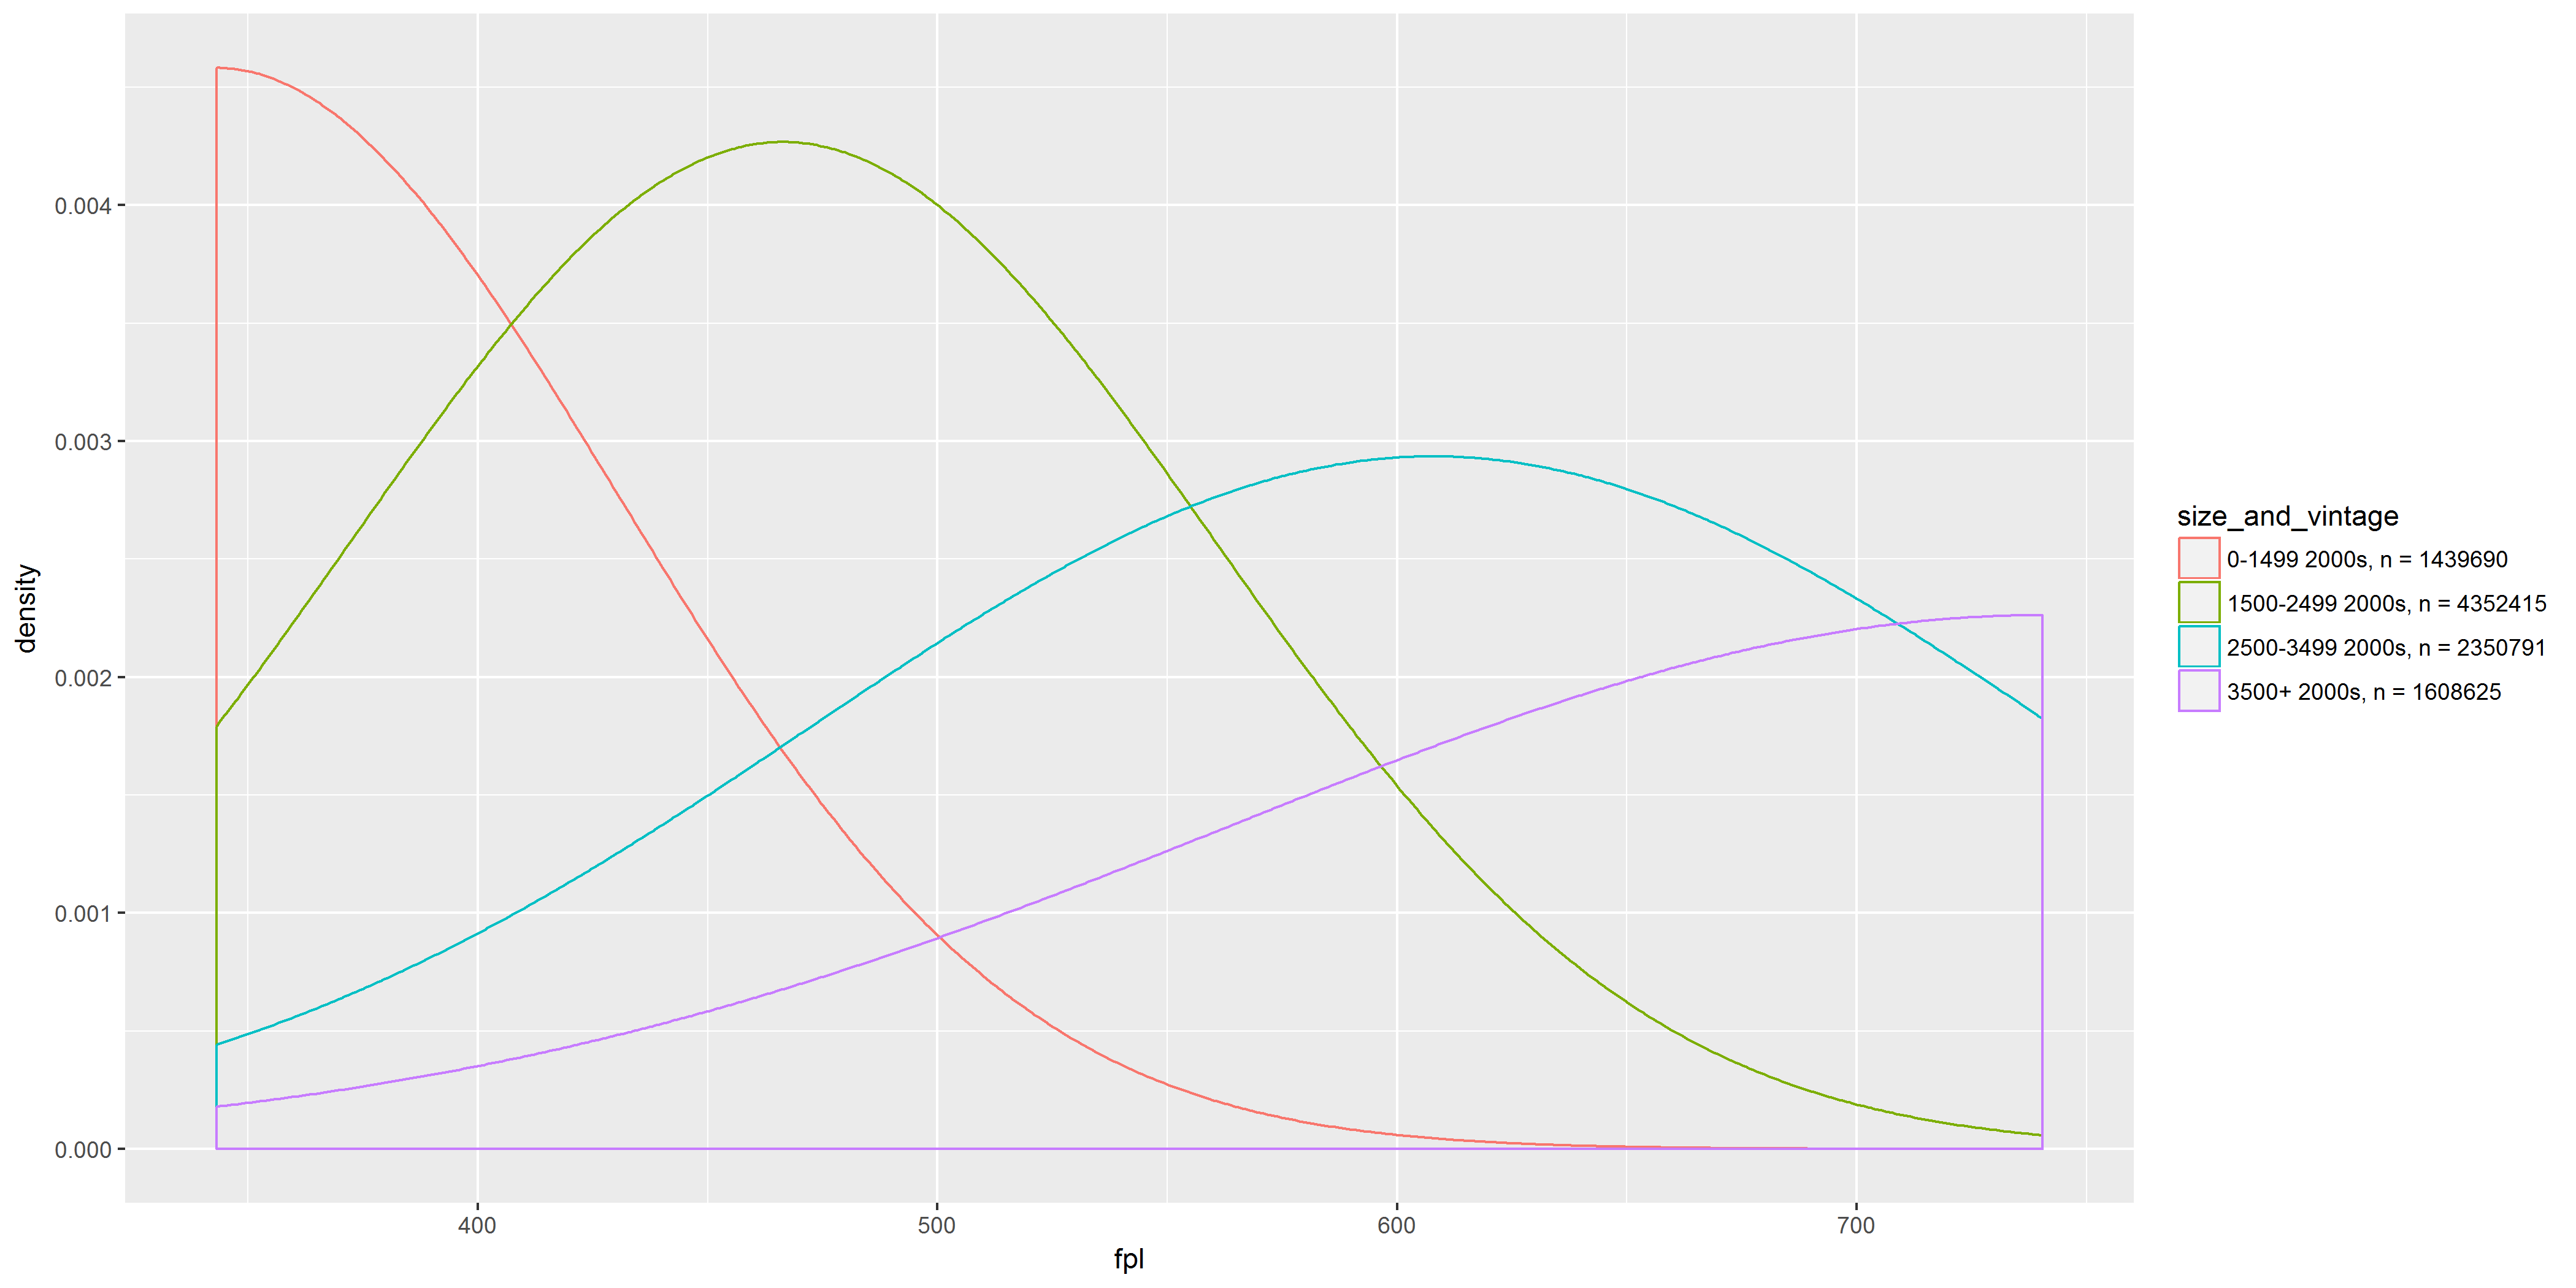 density
0.004
0.003
0.002
0.001
0.000
400 500 600 700
fpl
size_and_vintage
0-1499 2000s, n = 1439690
1500-2499 2000s, n = 4352415
2500-3499 2000s, n = 2350791
3500+ 2000s, n = 1608625